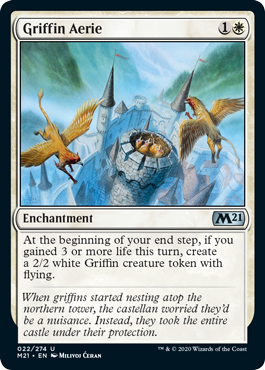 Griffin Aerie 1
Enchantment M21
At the beginning of your end step, if you
gained 3 or more life this turn, create
a 2/2 white Griffin creature token with
flying.
When griffins started nesting atop the
northern tower, the castellan worried they'd
be a nuisance. Instead, they took the entire
castle under their protection.
022/274 U
M21 • EN Milivoj Ćeran ™ & © 2020 Wizards of the Coast